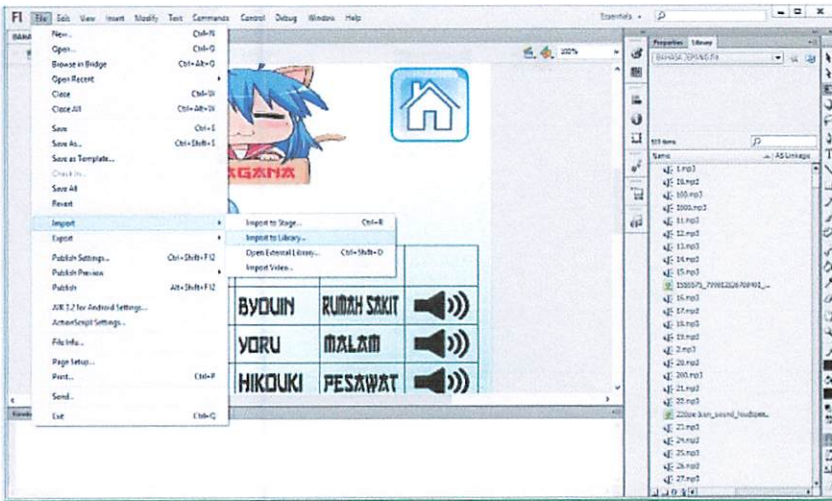 Fl File Edit View Insert Modify Text Commands Control Debug Window Help Essentials
New... Ctrl+N
Open... Ctrl+O
Browse in Bridge Ctrl+Alt+O
Open Recent
Close Ctrl+W
Close All Ctrl+Alt+W
Save Ctrl+S
Save As... Ctrl+Shift+S
Save as Template...
Check In...
Save All
Revert
Import
Export
Publish Settings... Ctrl+Shift+F12
Publish Preview
Publish Alt+Shift+F12
AIR 3.2 for Android Settings...
ActionScript Settings...
File Info...
Page Setup...
Print... Ctrl+P
Send...
Exit Ctrl+Q
Import to Stage... Ctrl+R
Import to Library...
Open External Library... Ctrl+Shift+O
Import Video...
100%
AGANA
BYOUIN RUMAH SAKIT
YORU MALAM
HIKOUKI PESAWAT
Properties Library
BAHASA JEPANG.fla
Name AS Linkage
1.mp3
10.mp3
100.mp3
1000.mp3
11.mp3
12.mp3
13.mp3
14.mp3
15.mp3
16.mp3
17.mp3
18.mp3
19.mp3
2.mp3
20.mp3
200.mp3
21.mp3
22.mp3
23.mp3
24.mp3
25.mp3
26.mp3
27.mp3